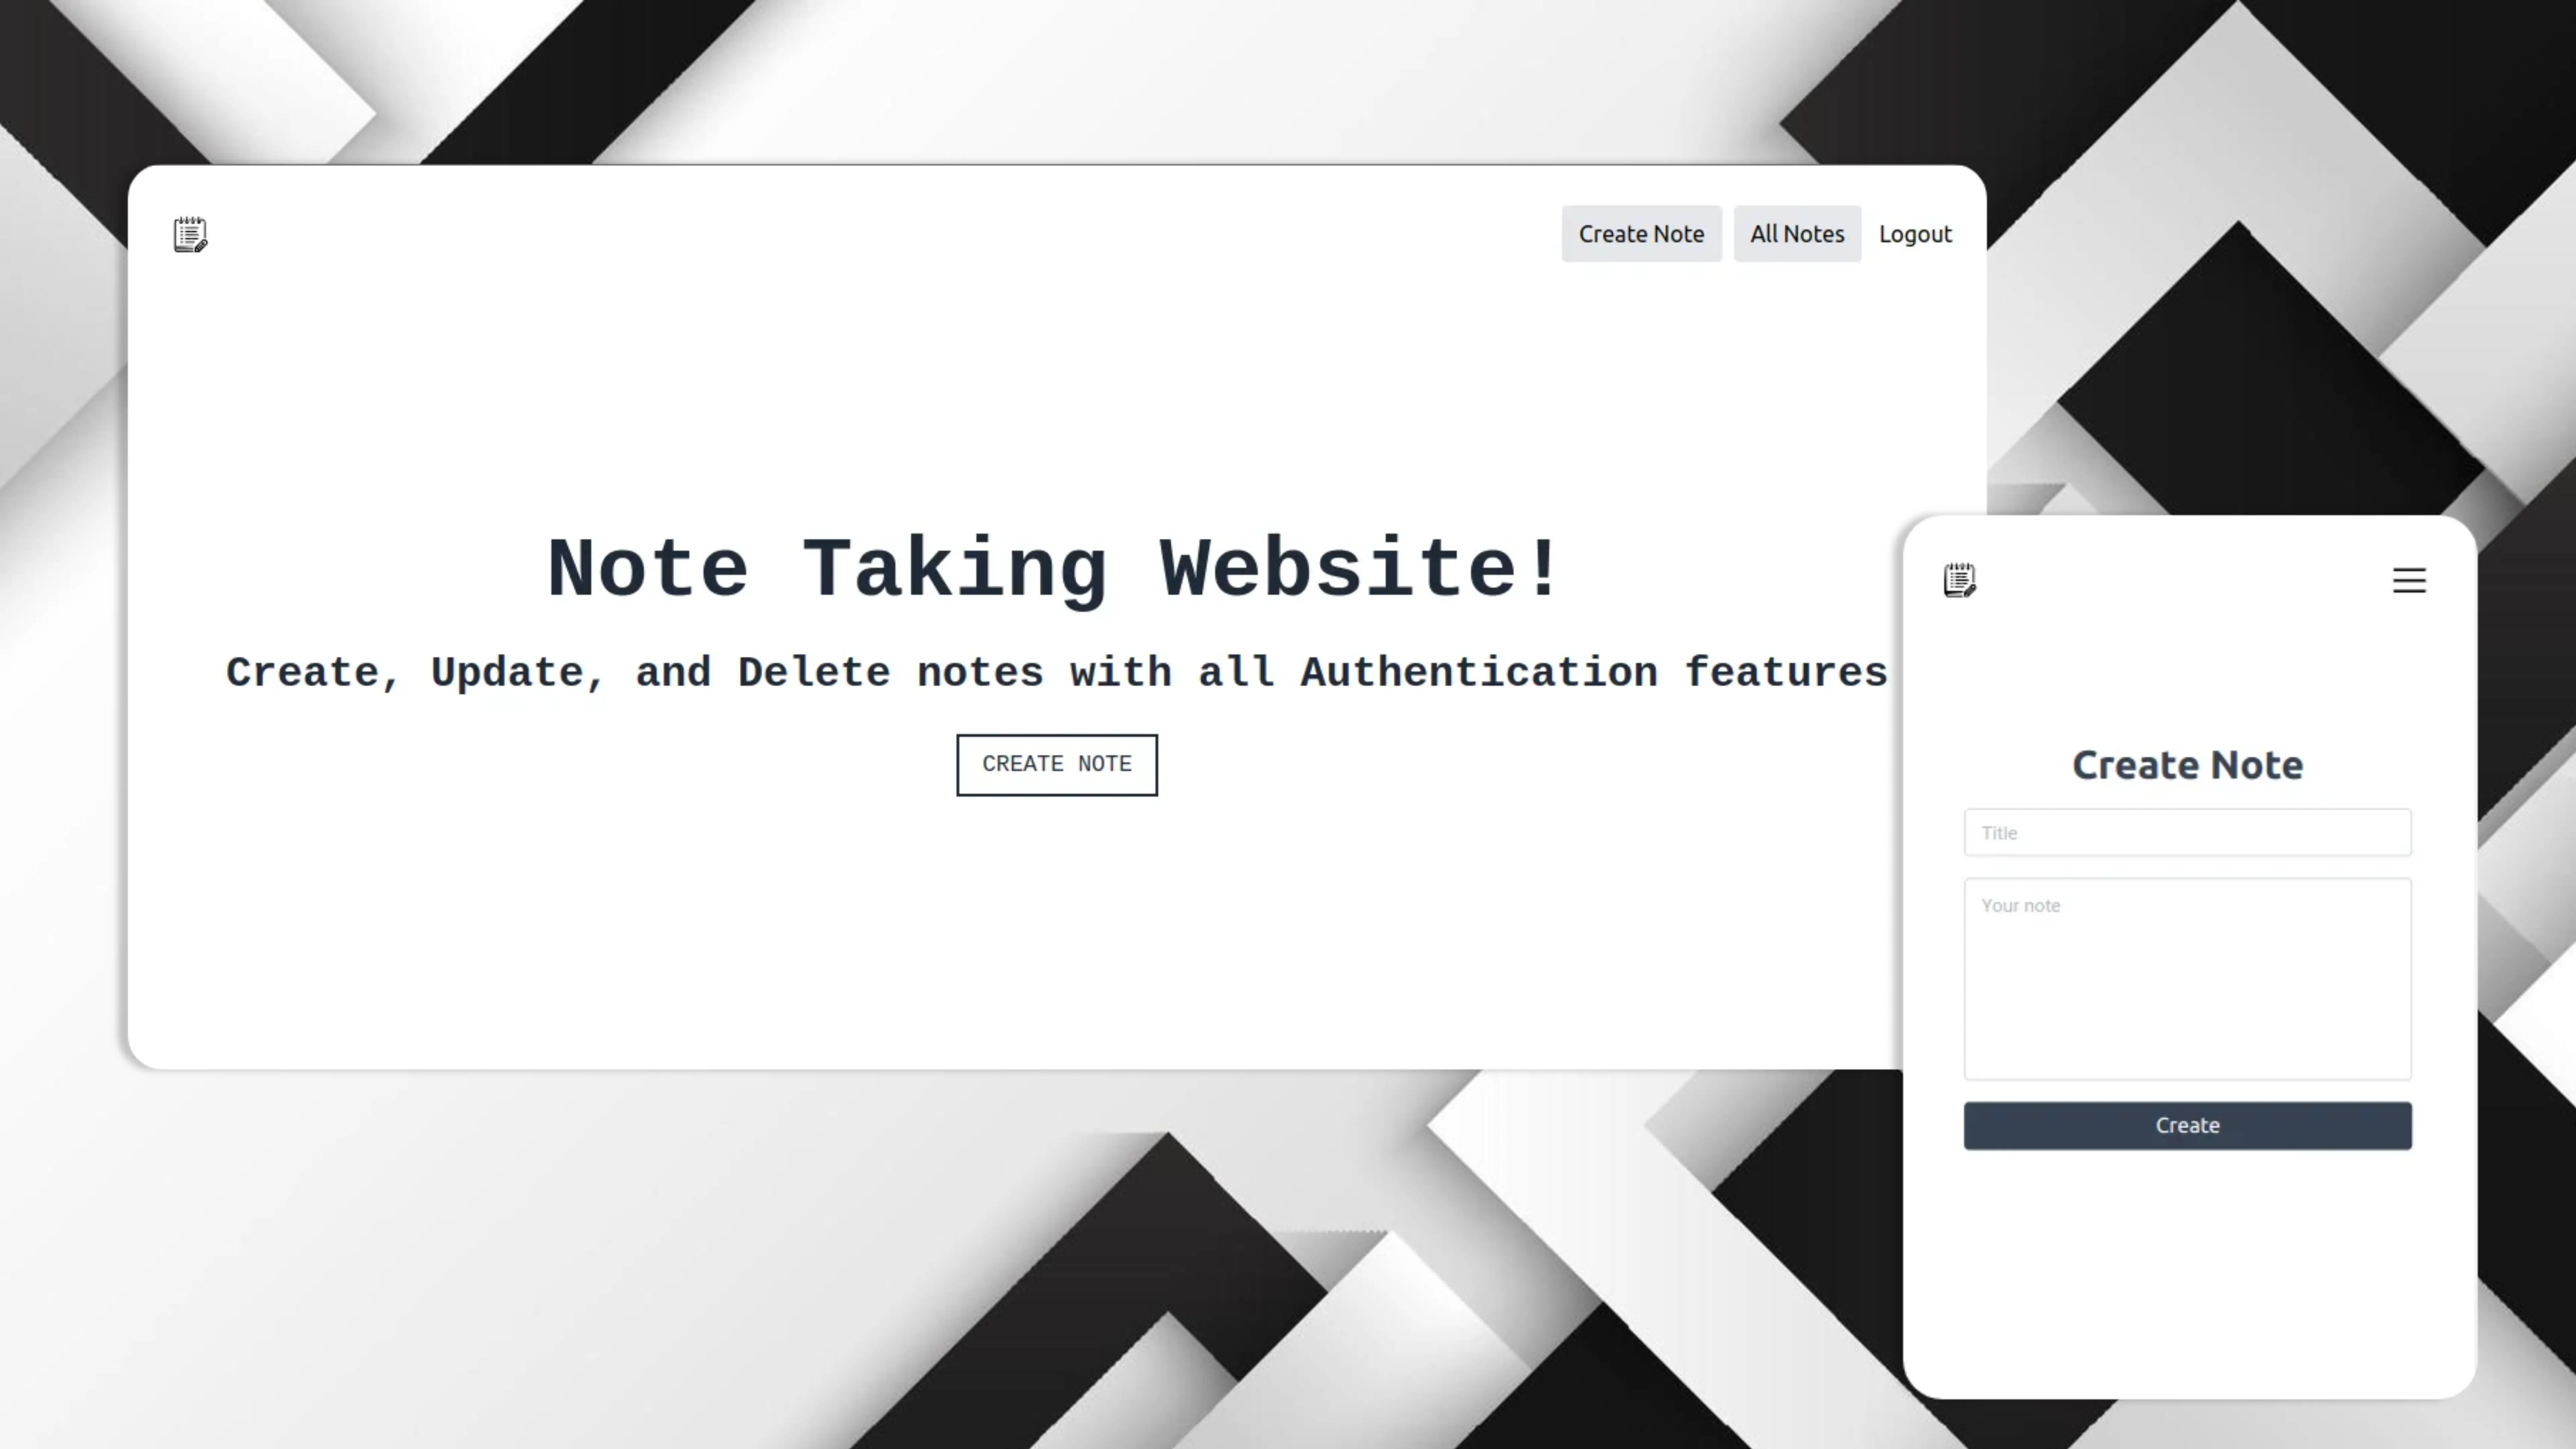 Create Note
All Notes
Logout
Note Taking Website!
Create, Update, and Delete notes with all Authentication features
CREATE NOTE
Create Note
Title
Your note
Create